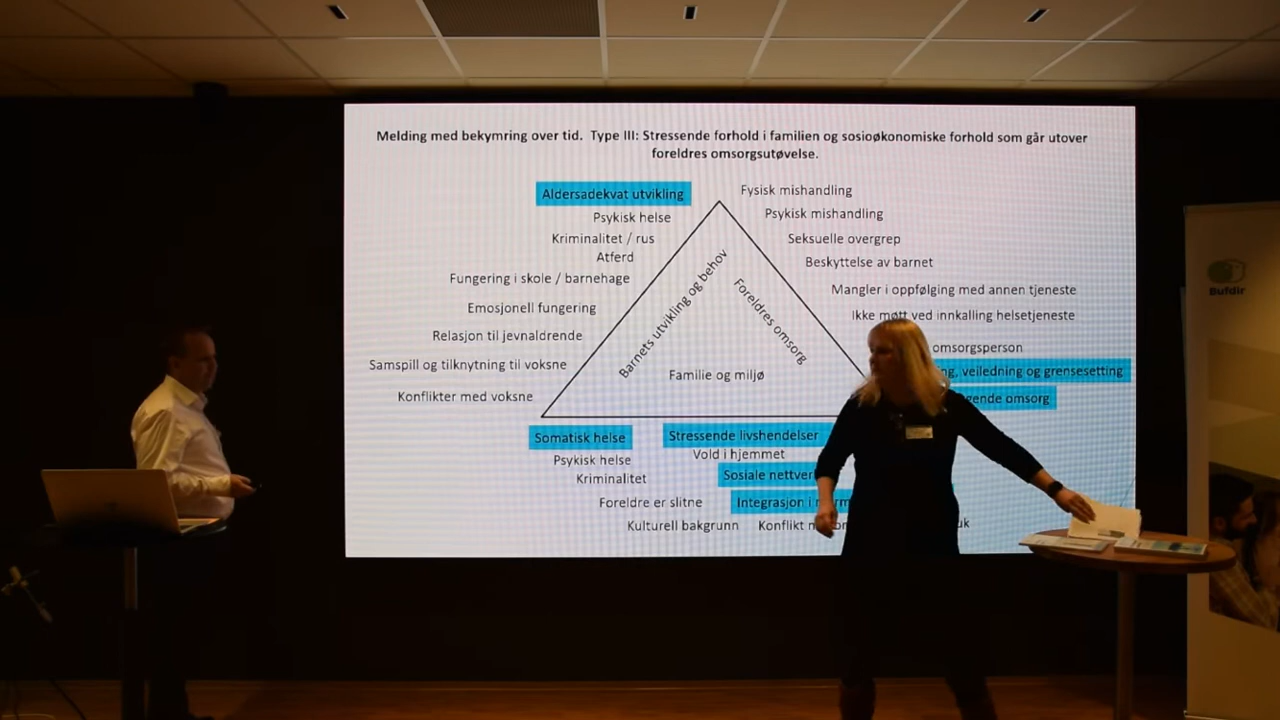 Melding med bekymring over tid. Type III: Stressende forhold i familien og sosioøkonomiske forhold som går utover
foreldres omsorgsutøvelse.
Aldersadekvat utvikling
Psykisk helse
Kriminalitet / rus
Atferd
Fungering i skole / barnehage
Emosjonell fungering
Relasjon til jevnaldrende
Samspill og tilknytning til voksne
Konflikter med voksne
Fysisk mishandling
Psykisk mishandling
Seksuelle overgrep
Beskyttelse av barnet
Mangler i oppfølging med annen tjeneste
Ikke møtt ved innkalling helsetjeneste
omsorgsperson
veiledning og grensesetting
omsorg
Barnets utvikling og behov
Foreldres omsorg
Familie og miljø
Somatisk helse
Psykisk helse
Kriminalitet
Foreldre er slitne
Kulturell bakgrunn
Stressende livshendelser
Vold i hjemmet
Sosiale
Integrasjon i
Konflikt
Bufdir